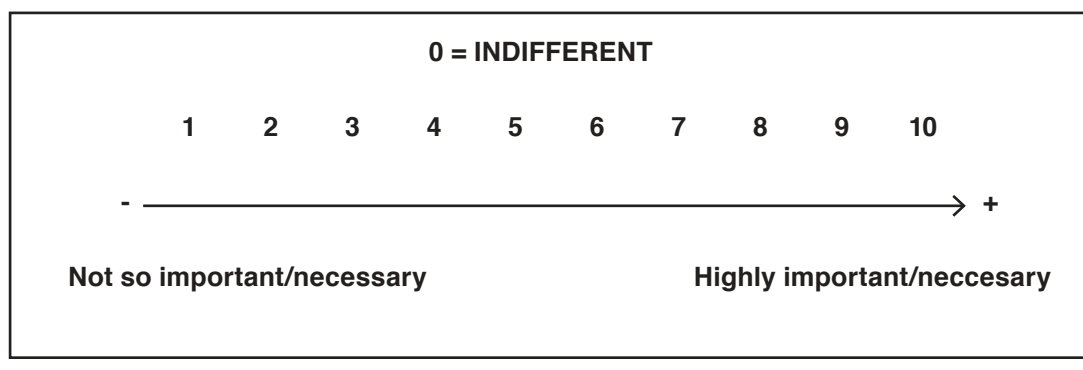 0 = INDIFFERENT
1 2 3 4 5 6 7 8 9 10
- +
Not so important/necessary Highly important/neccesary